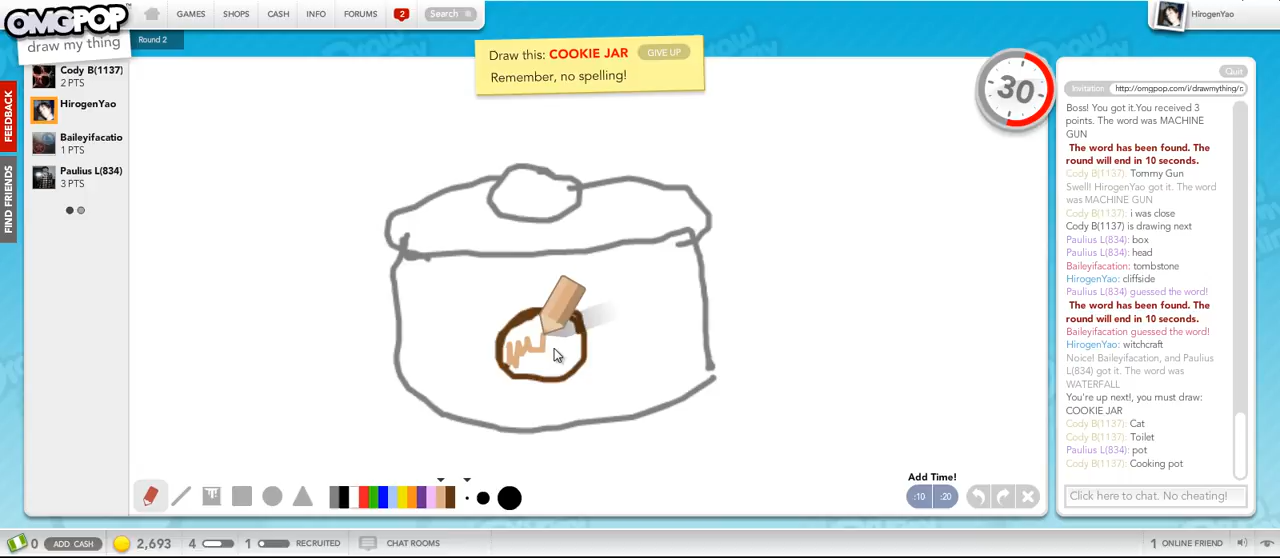 OMGPOP™
draw my thing
GAMES
SHOPS
CASH
INFO
FORUMS
2
Search
HirogenYao
Round 2
FEEDBACK
FIND FRIENDS
Cody B(1137)
2 PTS
HirogenYao
Baileyifacatio
1 PTS
Paulius L(834)
3 PTS
Draw this: COOKIE JAR
GIVE UP
Remember, no spelling!
30
Quit
Invitation
http://omgpop.com/i/drawmything/r
Boss! You got it.You received 3
points. The word was MACHINE
GUN
The word has been found. The
round will end in 10 seconds.
Cody B(1137): Tommy Gun
Swell! HirogenYao got it. The word
was MACHINE GUN
Cody B(1137): i was close
Cody B(1137) is drawing next
Paulius L(834): box
Paulius L(834): head
Baileyifacation: tombstone
HirogenYao: cliffside
Paulius L(834) guessed the word!
The word has been found. The
round will end in 10 seconds.
Baileyifacation guessed the word!
HirogenYao: witchcraft
Noice! Baileyifacation, and Paulius
L(834) got it. The word was
WATERFALL
You're up next!, you must draw:
COOKIE JAR
Cody B(1137): Cat
Cody B(1137): Toilet
Paulius L(834): pot
Cody B(1137): Cooking pot
Click here to chat. No cheating!
Add Time!
:10
:20
0
ADD CASH
2,693
4
1
RECRUITED
CHAT ROOMS
1 ONLINE FRIEND